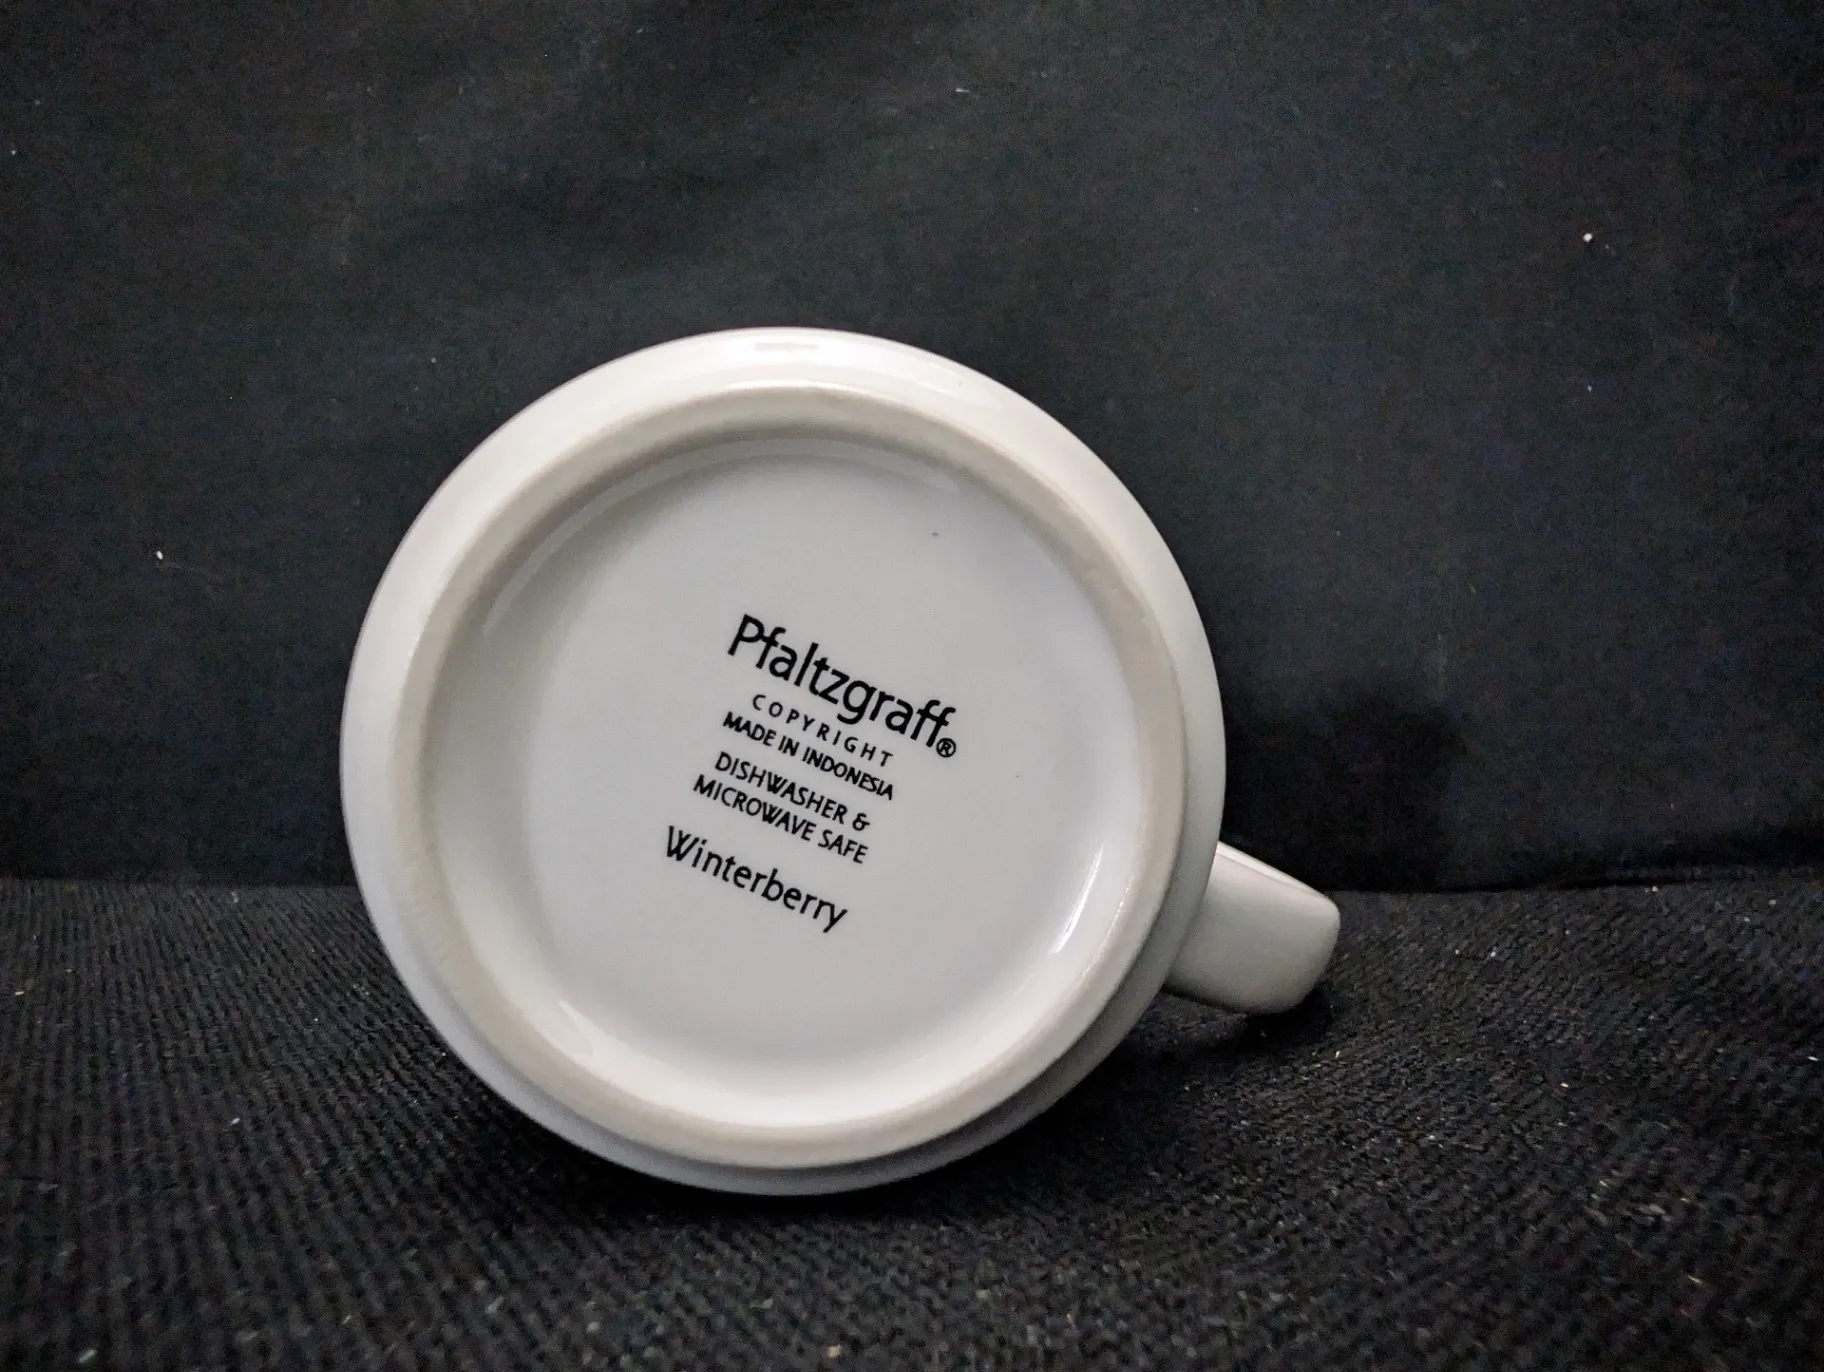 Pfaltzgraff®
COPYRIGHT
MADE IN INDONESIA
DISHWASHER &
MICROWAVE SAFE
Winterberry